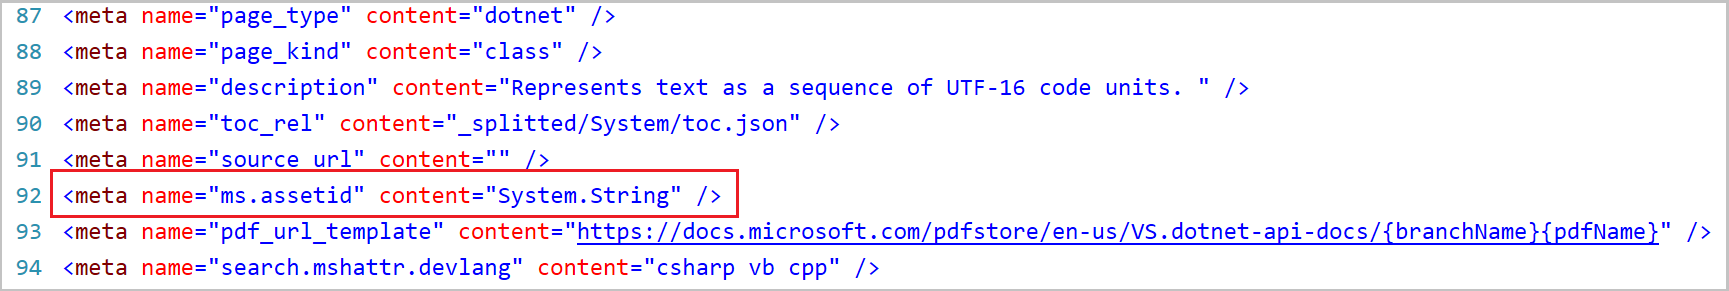 87 <meta name="page_type" content="dotnet" />
88 <meta name="page_kind" content="class" />
89 <meta name="description" content="Represents text as a sequence of UTF-16 code units. " />
90 <meta name="toc_rel" content="_splitted/System/toc.json" />
91 <meta name="source_url" content="" />
92 <meta name="ms.assetid" content="System.String" />
93 <meta name="pdf_url_template" content="https://docs.microsoft.com/pdfstore/en-us/VS.dotnet-api-docs/{branchName}{pdfName}" />
94 <meta name="search.mshattr.devlang" content="csharp vb cpp" />